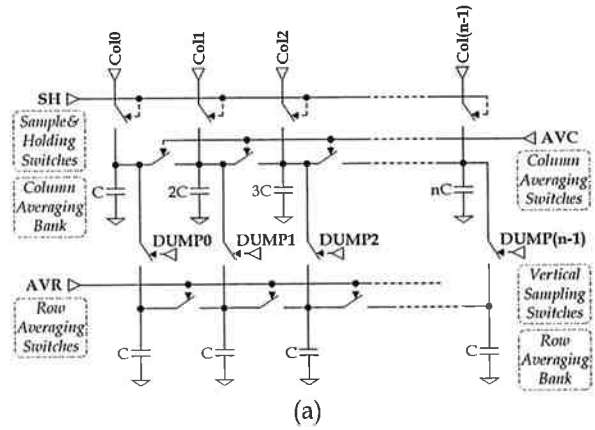 Col0
Col1
Col2
Col(n-1)
SH
AVC
Sample&
Holding
Switches
Column
Averaging
Switches
Column
Averaging
Bank
C
2C
3C
nC
DUMP0
DUMP1
DUMP2
DUMP(n-1)
AVR
Row
Averaging
Switches
Vertical
Sampling
Switches
C
C
C
C
Row
Averaging
Bank
(a)